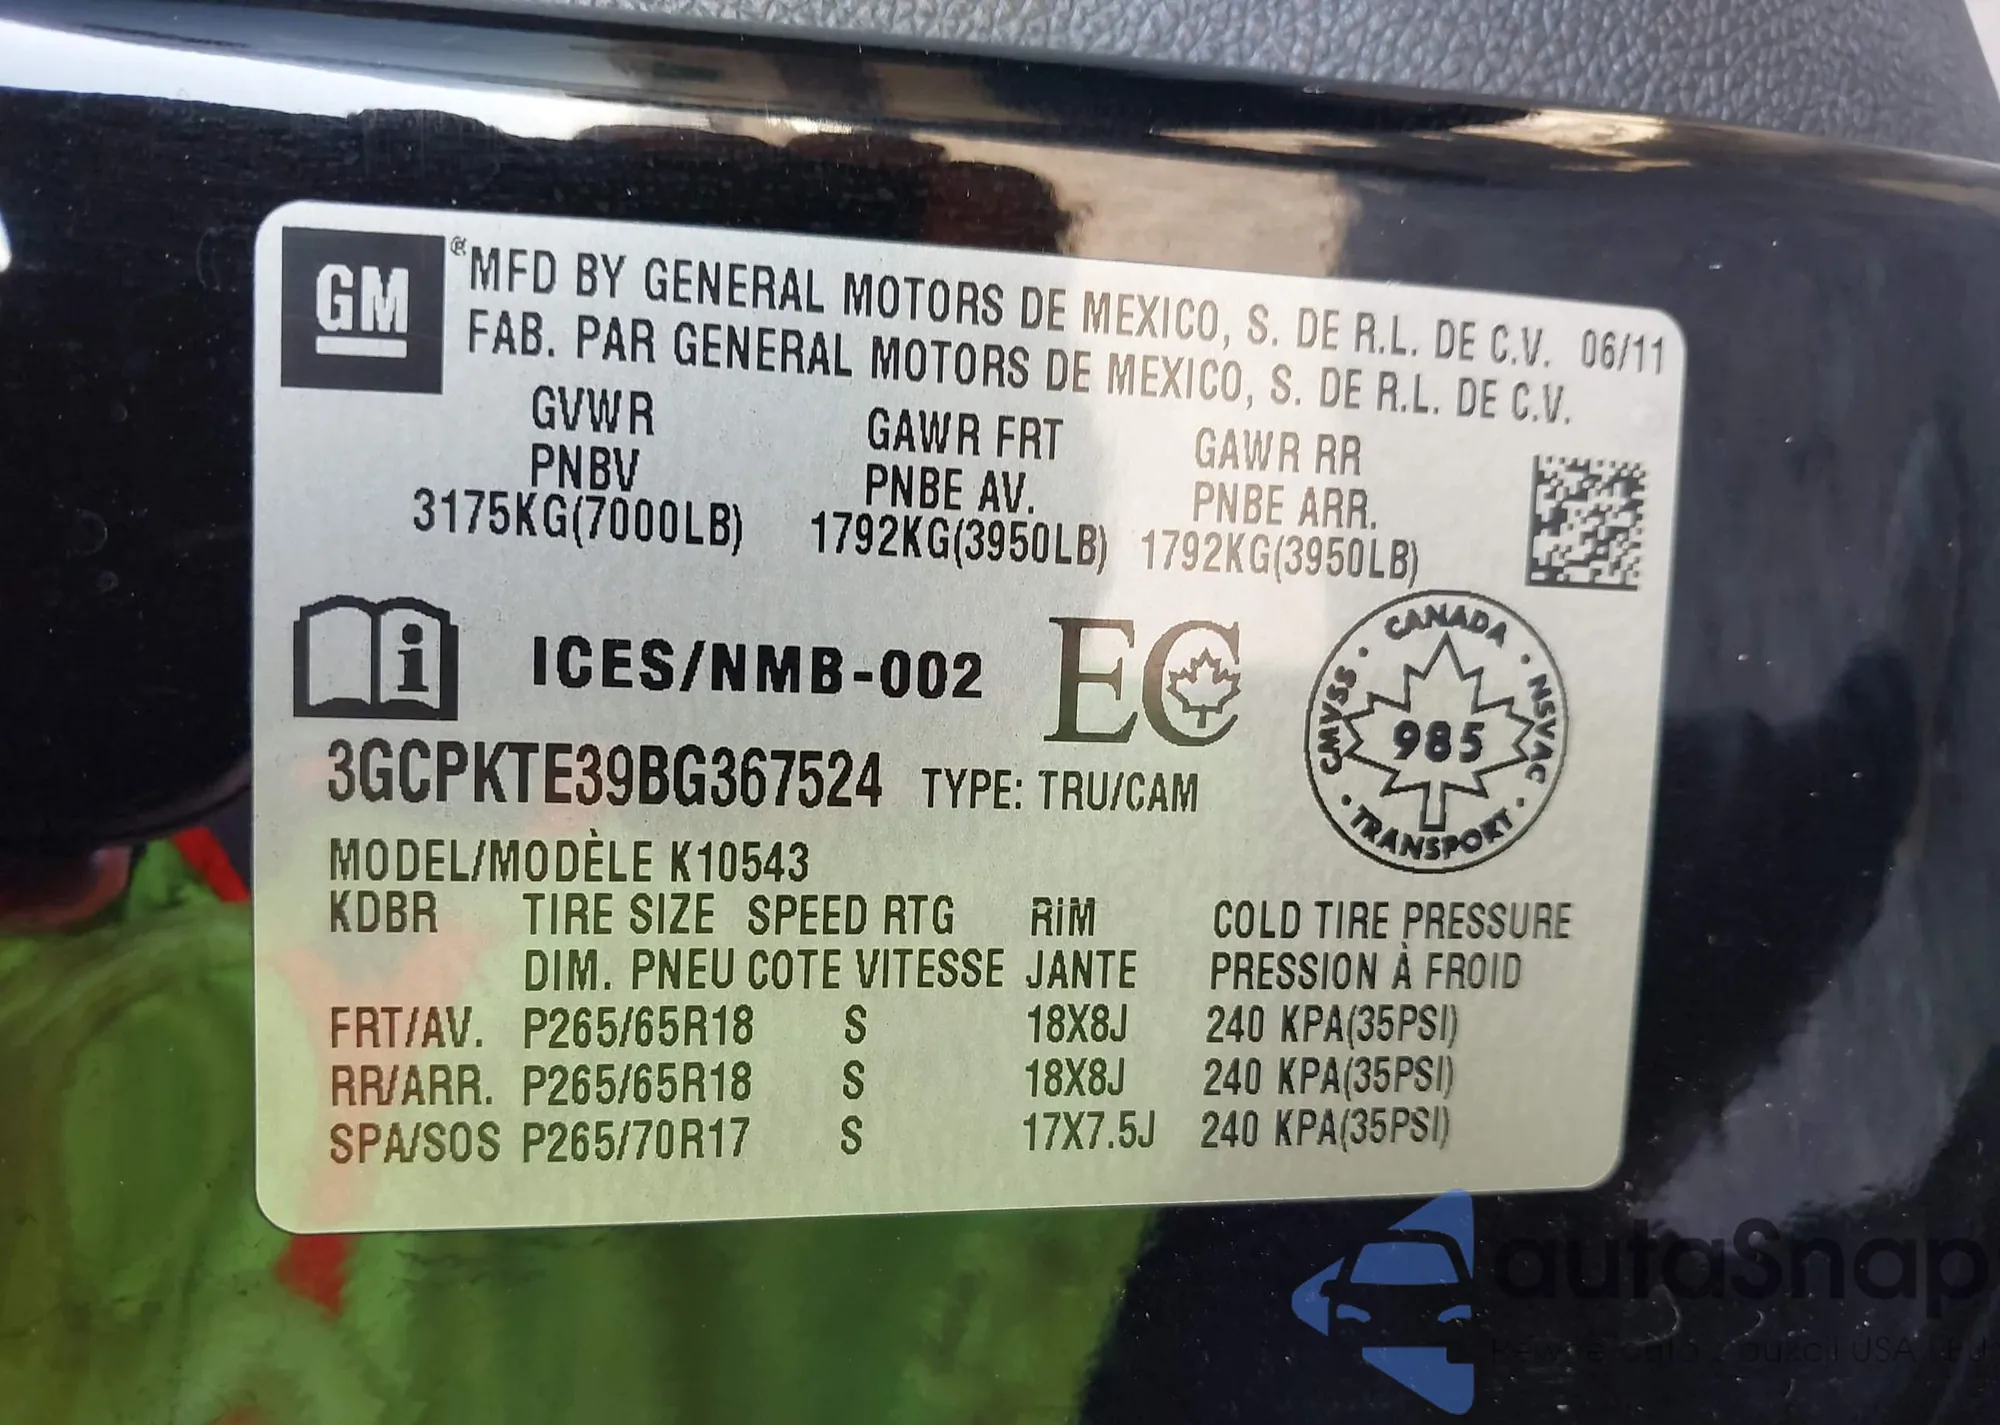 GM
®MFD BY GENERAL MOTORS DE MEXICO, S. DE R.L. DE C.V. 06/11
FAB. PAR GENERAL MOTORS DE MEXICO, S. DE R.L. DE C.V.
GVWR GAWR FRT GAWR RR
PNBV PNBE AV. PNBE ARR.
3175KG(7000LB) 1792KG(3950LB) 1792KG(3950LB)
i ICES/NMB-002 EC
CANADA
CMVSS • NSVAC
985
• TRANSPORT •
3GCPKTE39BG367524 TYPE: TRU/CAM
MODEL/MODÈLE K10543
KDBR TIRE SIZE SPEED RTG RIM COLD TIRE PRESSURE
DIM. PNEU COTE VITESSE JANTE PRESSION À FROID
FRT/AV. P265/65R18 S 18X8J 240 KPA(35PSI)
RR/ARR. P265/65R18 S 18X8J 240 KPA(35PSI)
SPA/SOS P265/70R17 S 17X7.5J 240 KPA(35PSI)
autoSnap
USA